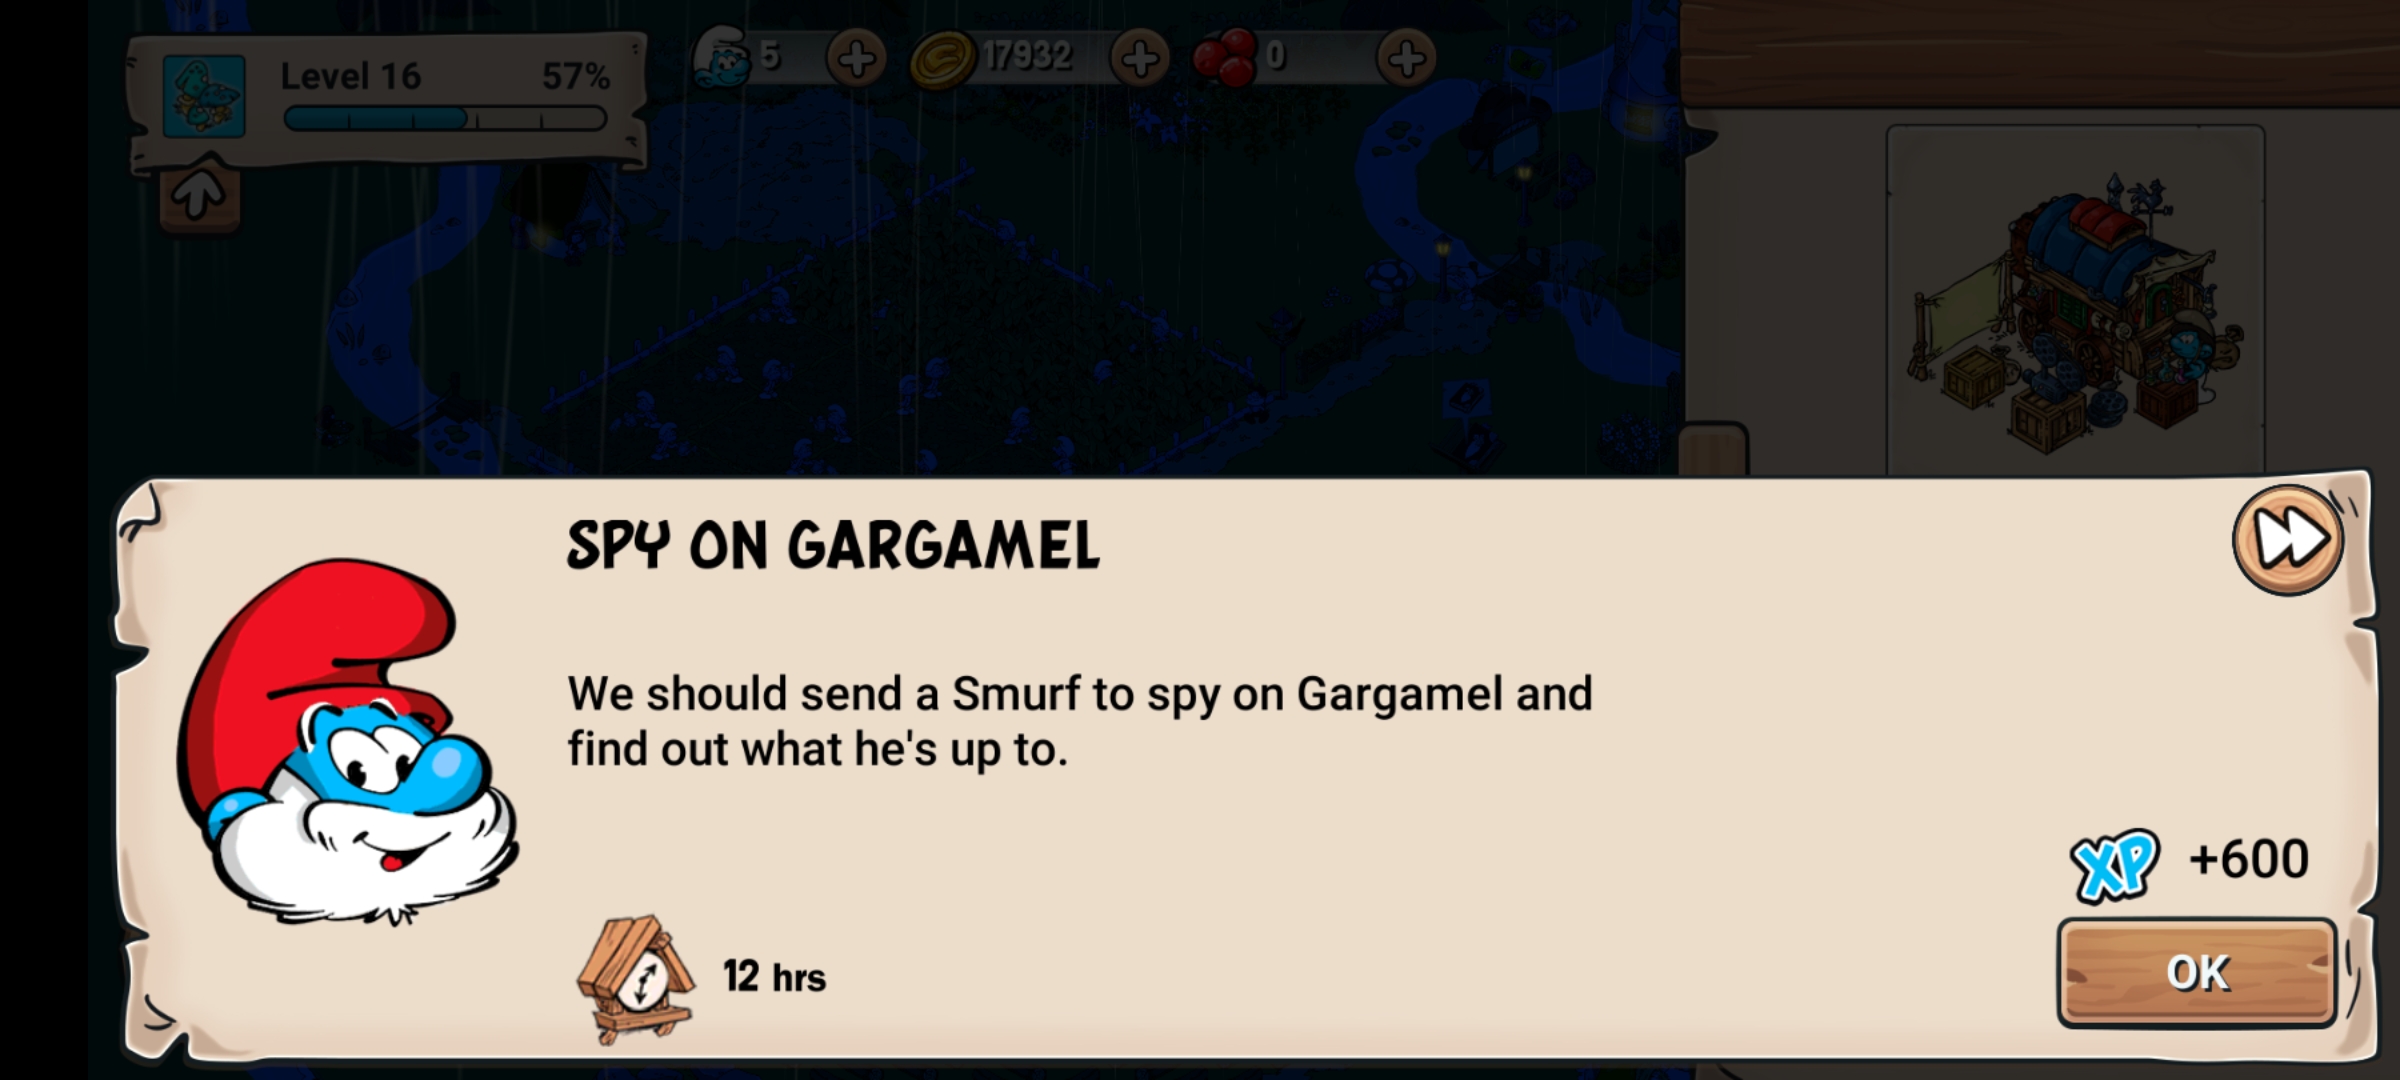 Level 16
57%
5
17932
0
SPY ON GARGAMEL
We should send a Smurf to spy on Gargamel and
find out what he's up to.
XP +600
12 hrs
OK